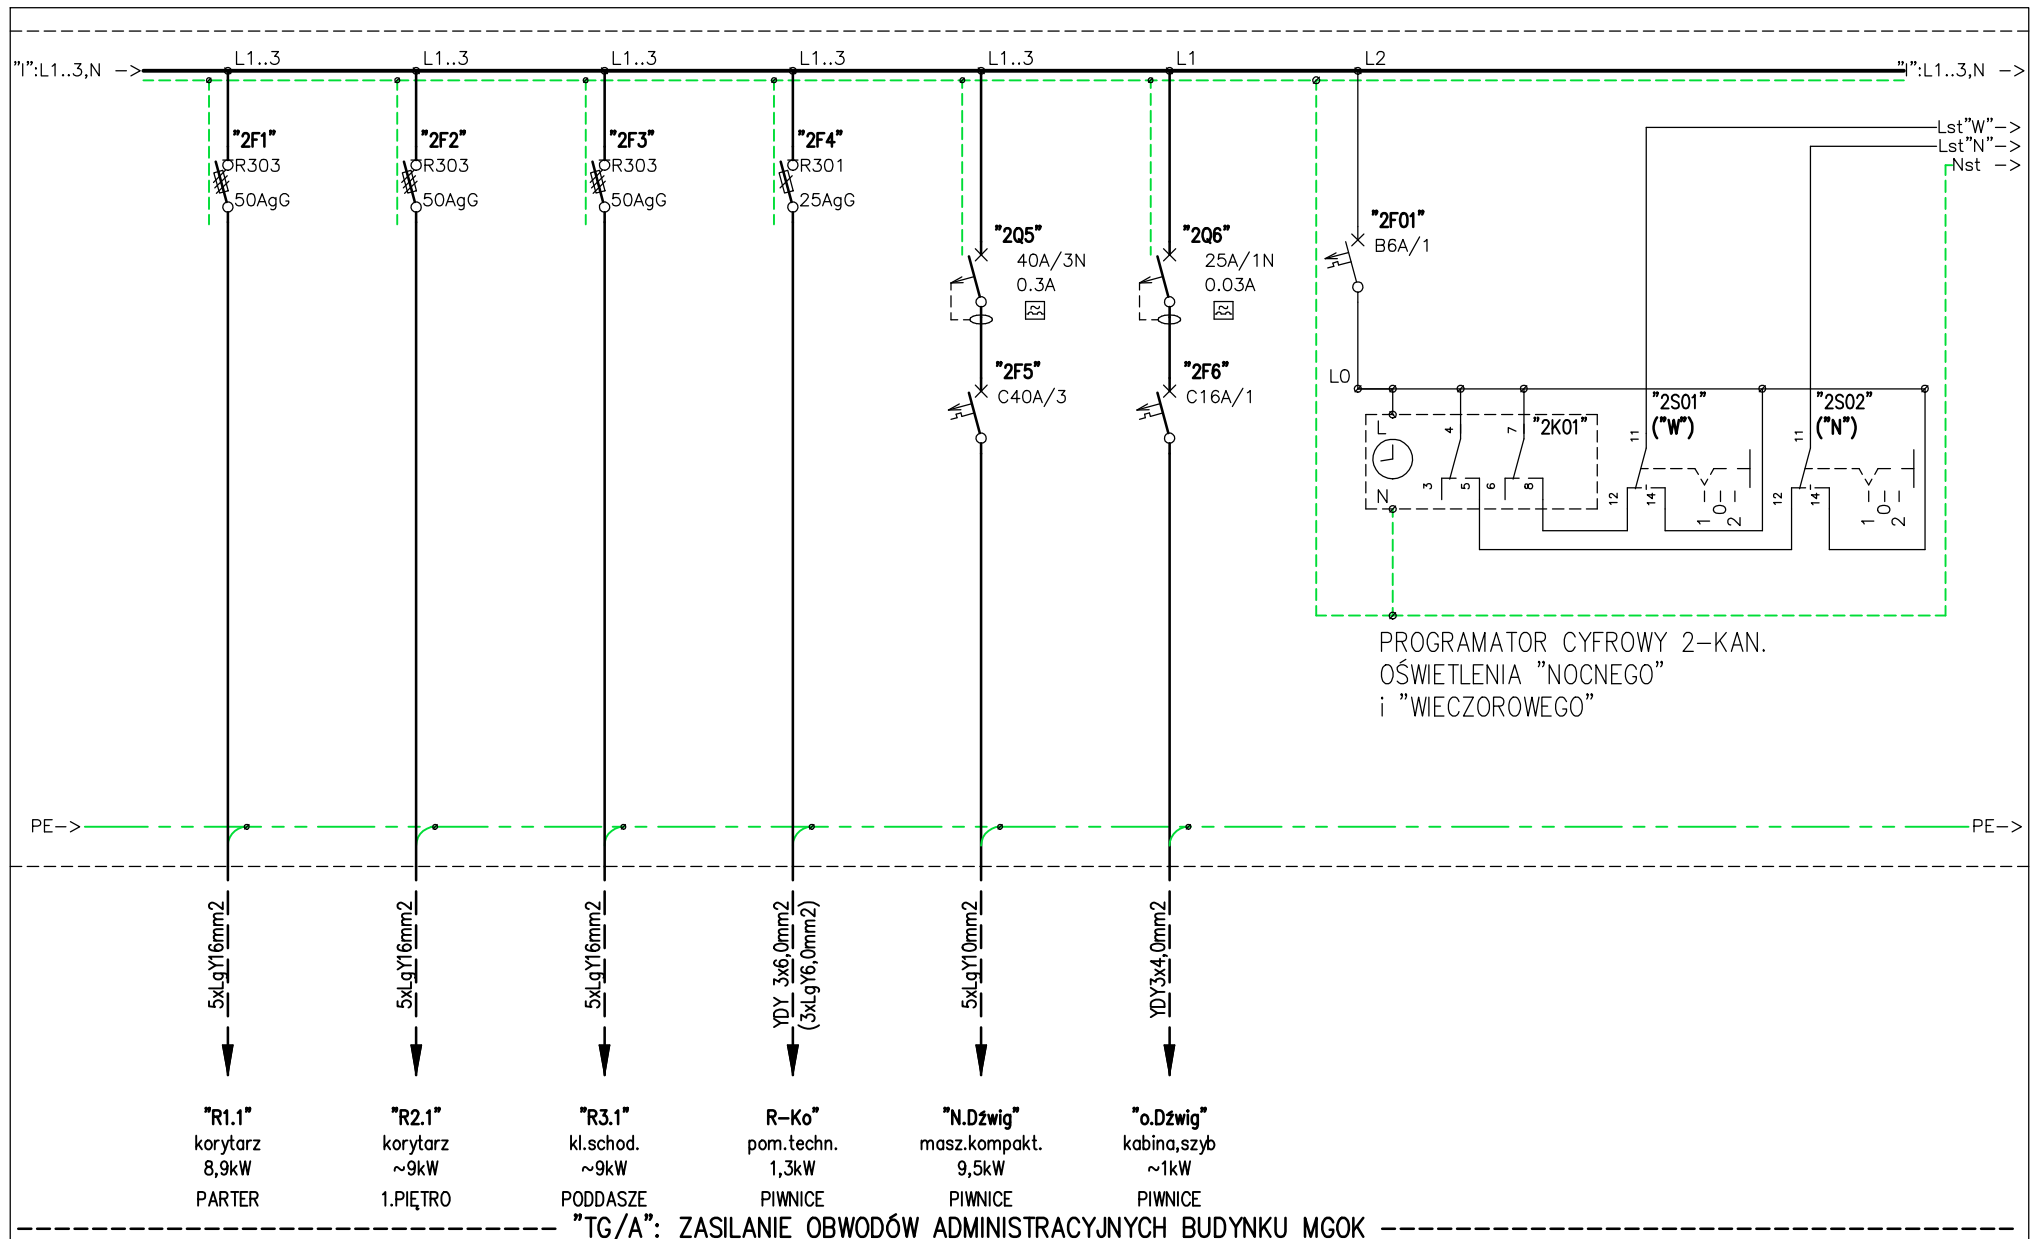 L1..3 L1..3 L1..3 L1..3 L1..3 L1 L2
"I":L1..3,N -> "I":L1..3,N ->
Lst"W"->
Lst"N"->
Nst ->
"2F1" "2F2" "2F3" "2F4"
R303 R303 R303 R301
50AgG 50AgG 50AgG 25AgG
"2Q5" "2Q6" "2F01"
40A/3N 25A/1N B6A/1
0.3A 0.03A
"2F5" "2F6"
C40A/3 C16A/1
L0
"2S01" "2S02"
("W") ("N")
L 4 7 "2K01" 11 11
N 3 5 6 8 12 14 12 14
1 0 2 1 0 2
PROGRAMATOR CYFROWY 2-KAN.
OŚWIETLENIA "NOCNEGO"
i "WIECZOROWEGO"
PE-> PE->
5xLgY16mm2
5xLgY16mm2
5xLgY16mm2
YDY 3x6,0mm2
(3xLgY6,0mm2)
5xLgY10mm2
YDY3x4,0mm2
"R1.1" "R2.1" "R3.1" R-Ko" "N.Dźwig" "o.Dźwig"
korytarz korytarz kl.schod. pom.techn. masz.kompakt. kabina,szyb
8,9kW ~9kW ~9kW 1,3kW 9,5kW ~1kW
PARTER 1.PIĘTRO PODDASZE PIWNICE PIWNICE PIWNICE
"TG/A": ZASILANIE OBWODÓW ADMINISTRACYJNYCH BUDYNKU MGOK